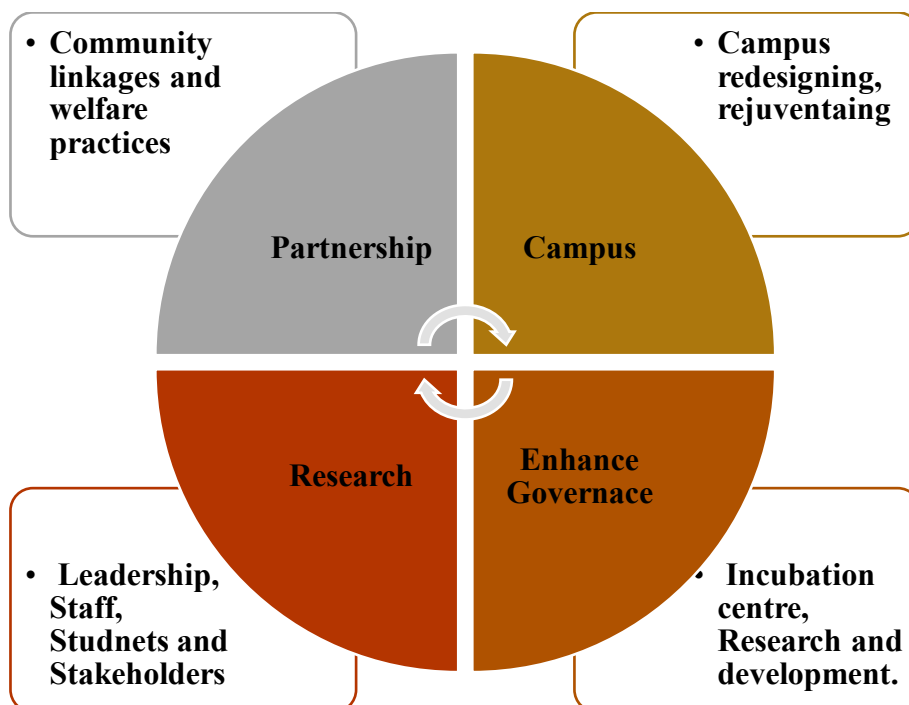 • Community
linkages and
welfare
practices
• Campus
redesigning,
rejuventaing
Partnership
Campus
Research
Enhance
Governace
• Leadership,
Staff,
Studnets and
Stakeholders
• Incubation
centre,
Research and
development.